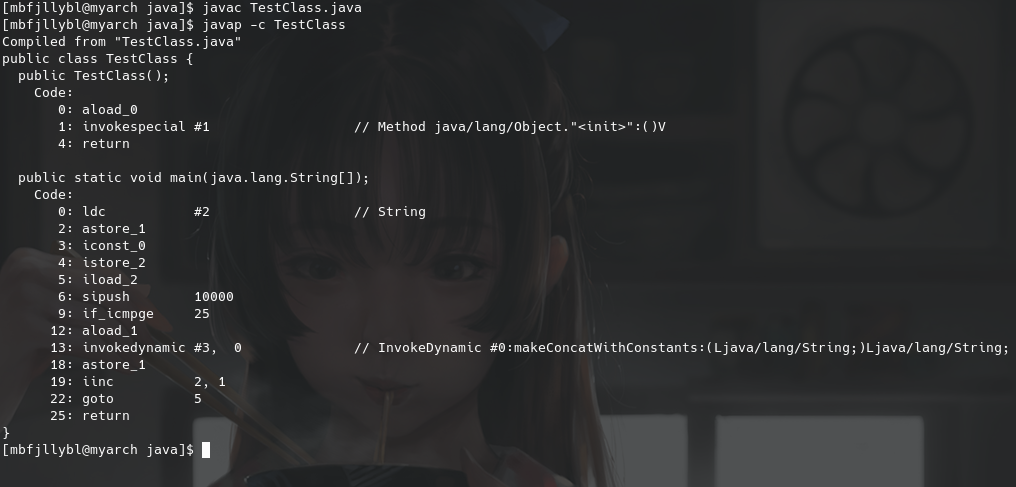 [mbfjllybl@myarch java]$ javac TestClass.java
[mbfjllybl@myarch java]$ javap -c TestClass
Compiled from "TestClass.java"
public class TestClass {
  public TestClass();
    Code:
       0: aload_0
       1: invokespecial #1                  // Method java/lang/Object."<init>":()V
       4: return

  public static void main(java.lang.String[]);
    Code:
       0: ldc           #2                  // String
       2: astore_1
       3: iconst_0
       4: istore_2
       5: iload_2
       6: sipush        10000
       9: if_icmpge     25
      12: aload_1
      13: invokedynamic #3,  0              // InvokeDynamic #0:makeConcatWithConstants:(Ljava/lang/String;)Ljava/lang/String;
      18: astore_1
      19: iinc          2, 1
      22: goto          5
      25: return
}
[mbfjllybl@myarch java]$